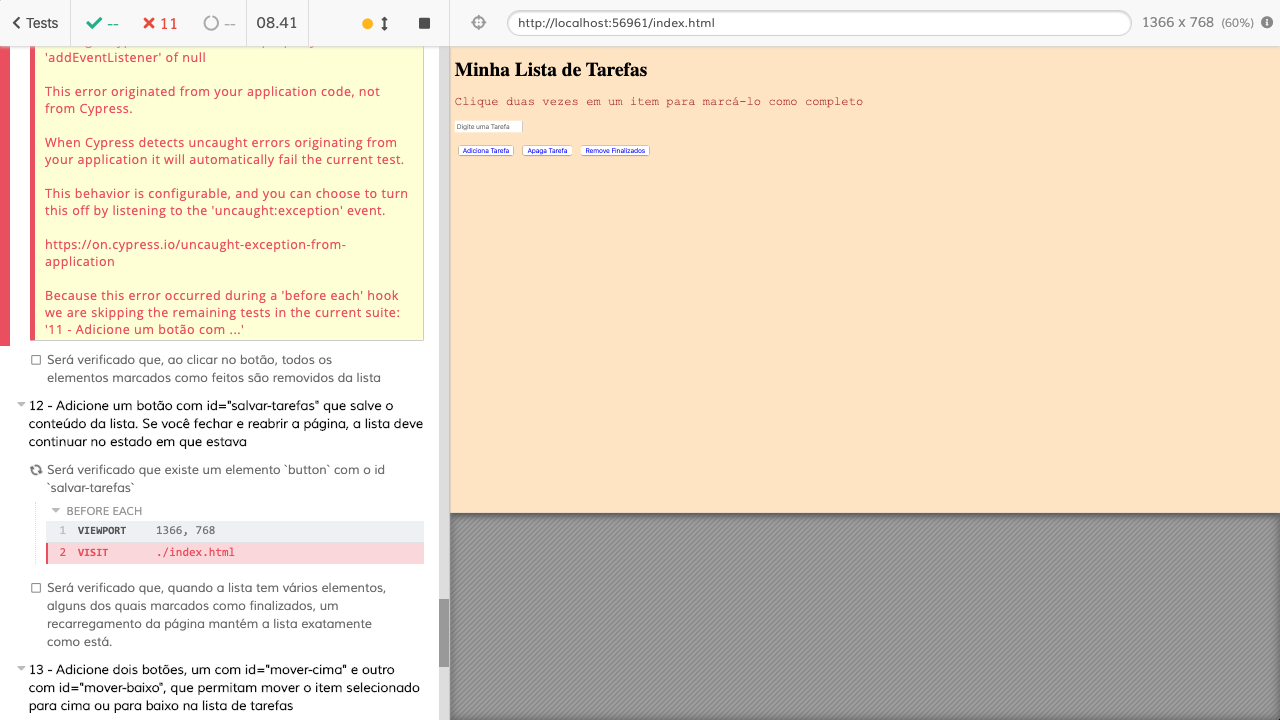 Tests
--
11
--
08.41
http://localhost:56961/index.html
1366 x 768 (60%)
'addEventListener' of null
This error originated from your application code, not
from Cypress.
When Cypress detects uncaught errors originating from
your application it will automatically fail the current test.
This behavior is configurable, and you can choose to turn
this off by listening to the 'uncaught:exception' event.
https://on.cypress.io/uncaught-exception-from-
application
Because this error occurred during a 'before each' hook
we are skipping the remaining tests in the current suite:
'11 - Adicione um botão com ...'
Será verificado que, ao clicar no botão, todos os
elementos marcados como feitos são removidos da lista
12 - Adicione um botão com id="salvar-tarefas" que salve o
conteúdo da lista. Se você fechar e reabrir a página, a lista deve
continuar no estado em que estava
Será verificado que existe um elemento `button` com o id
`salvar-tarefas`
BEFORE EACH
1 VIEWPORT 1366, 768
2 VISIT ./index.html
Será verificado que, quando a lista tem vários elementos,
alguns dos quais marcados como finalizados, um
recarregamento da página mantém a lista exatamente
como está.
13 - Adicione dois botões, um com id="mover-cima" e outro
com id="mover-baixo", que permitam mover o item selecionado
para cima ou para baixo na lista de tarefas
Minha Lista de Tarefas
Clique duas vezes em um item para marcá-lo como completo
Digite uma Tarefa
Adiciona Tarefa Apaga Tarefa Remove Finalizados